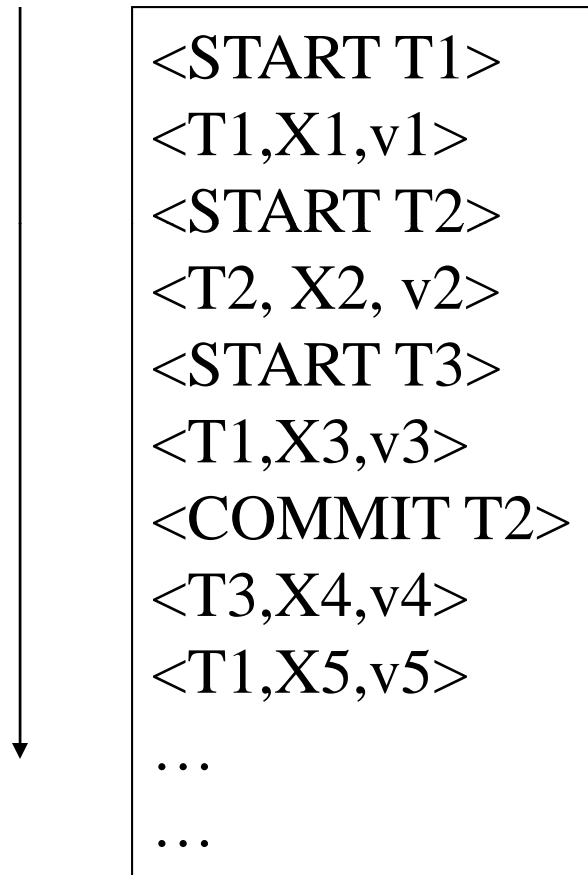 <START T1>
<T1,X1,v1>
<START T2>
<T2, X2, v2>
<START T3>
<T1,X3,v3>
<COMMIT T2>
<T3,X4,v4>
<T1,X5,v5>
…
…